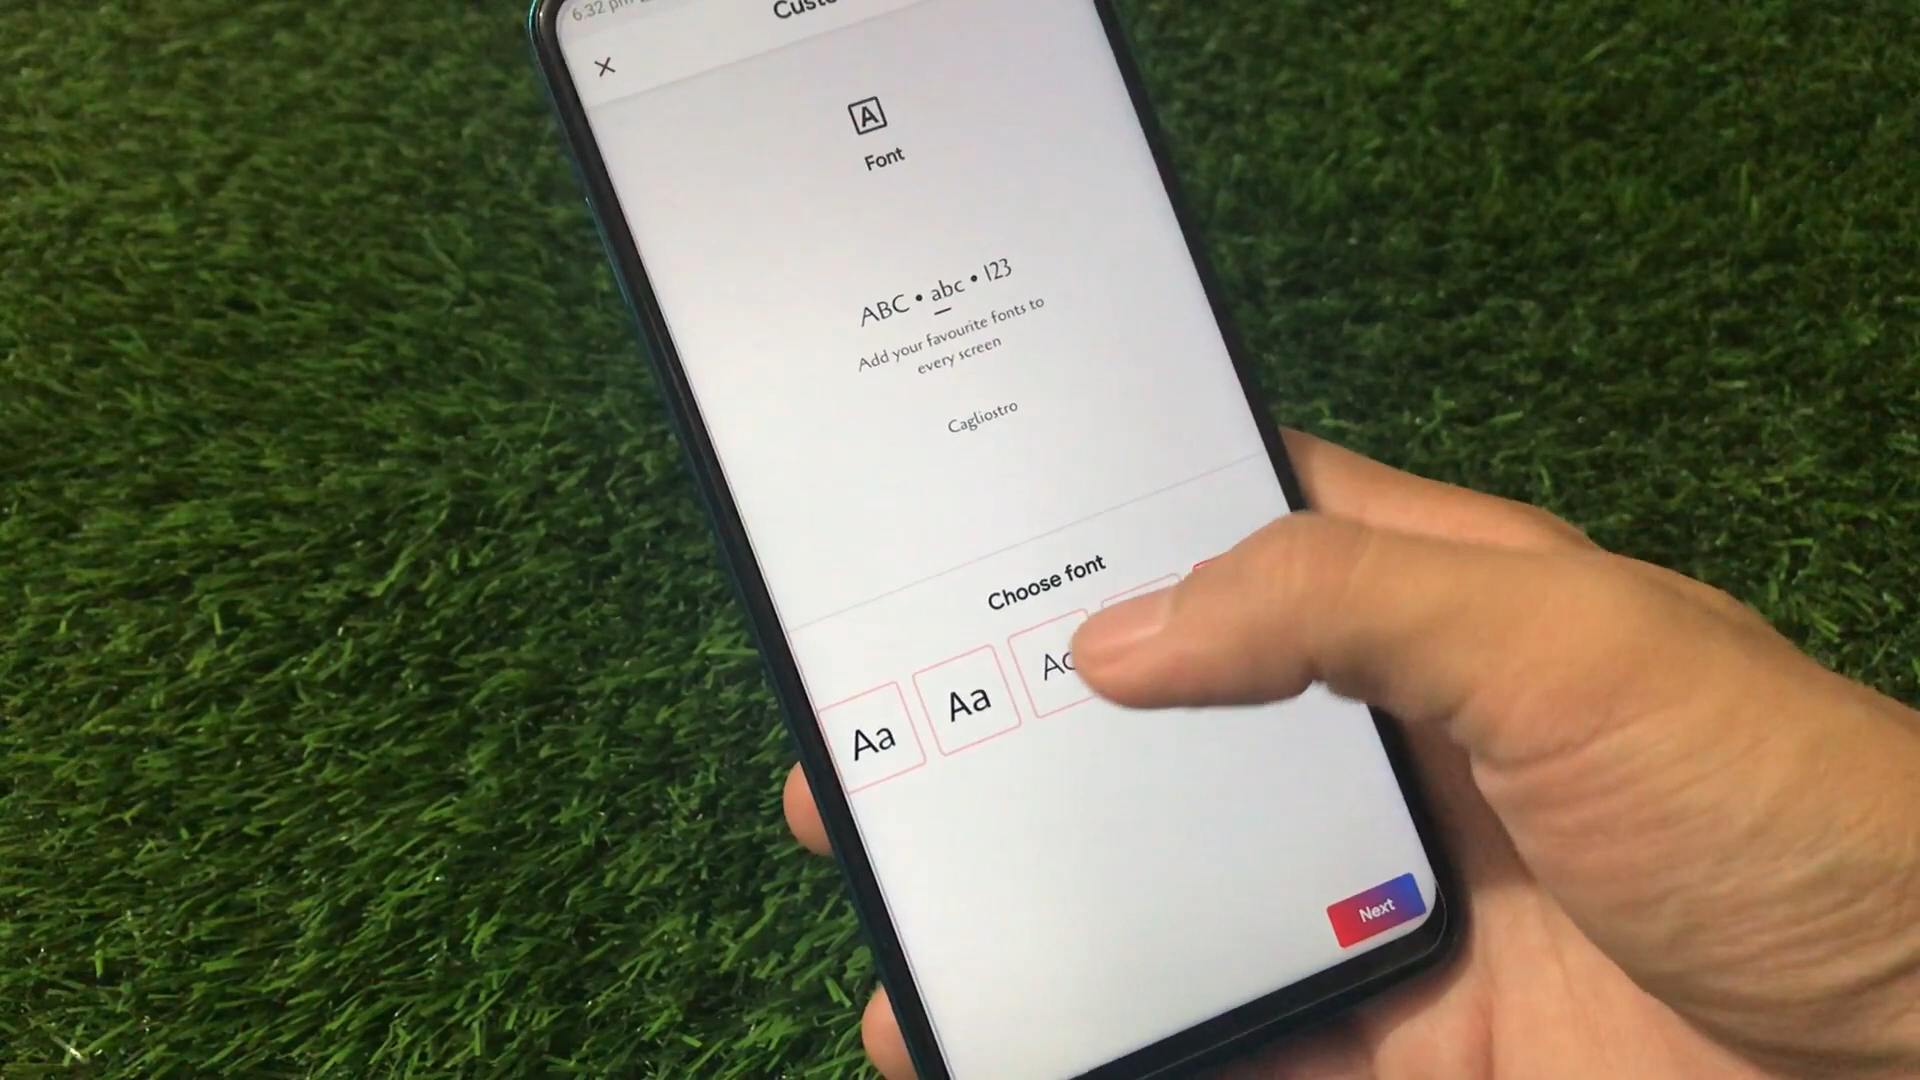 6:32 pm
Font
ABC • abc • 123
Add your favourite fonts to
every screen
Cagliostro
Choose font
Aa
Aa
Next